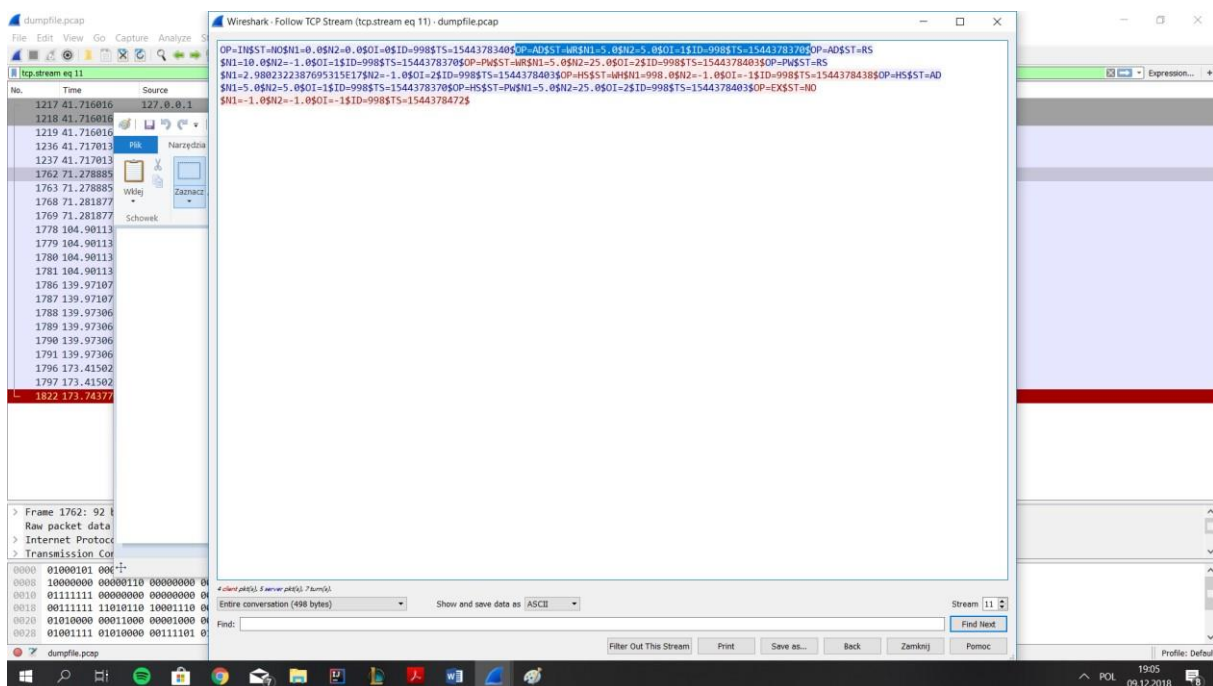 dumpfile.pcap
File Edit View Go Capture Analyze
tcp.stream eq 11
Expression... +
No. Time Source
1217 41.716016 127.0.0.1
1218 41.716016
1219 41.716016
1236 41.717013
1237 41.717013
1762 71.278885
1763 71.278885
1768 71.281877
1769 71.281877
1778 104.90113
1779 104.90113
1780 104.90113
1781 104.90113
1786 139.97107
1787 139.97107
1788 139.97306
1789 139.97306
1790 139.97306
1791 139.97306
1796 173.41502
1797 173.41502
1822 173.74377
Plik Narzędzia
Wklej Zaznacz
Schowek
Wireshark · Follow TCP Stream (tcp.stream eq 11) · dumpfile.pcap
OP=IN$ST=NO$N1=0.0$N2=0.0$OI=0$ID=998$TS=1544378340$OP=AD$ST=WR$N1=5.0$N2=5.0$OI=1$ID=998$TS=1544378370$OP=AD$ST=RS
$N1=10.0$N2=-1.0$OI=1$ID=998$TS=1544378370$OP=PW$ST=WR$N1=5.0$N2=25.0$OI=2$ID=998$TS=1544378403$OP=PW$ST=RS
$N1=2.9802322387695315E17$N2=-1.0$OI=2$ID=998$TS=1544378403$OP=HS$ST=WH$N1=998.0$N2=-1.0$OI=-1$ID=998$TS=1544378438$OP=HS$ST=AD
$N1=5.0$N2=5.0$OI=1$ID=998$TS=1544378370$OP=HS$ST=PW$N1=5.0$N2=25.0$OI=2$ID=998$TS=1544378403$OP=EX$ST=NO
$N1=-1.0$N2=-1.0$OI=-1$ID=998$TS=1544378472$
4 client pkt(s), 5 server pkt(s), 7 turn(s).
Entire conversation (498 bytes) Show and save data as ASCII Stream 11
Find: Find Next
Filter Out This Stream Print Save as... Back Zamknij Pomoc
> Frame 1762: 92
Raw packet data
> Internet Protoc
> Transmission Co
0000 01000101
0008 10000000 00000110 00000000
0010 01111111 00000000 00000000
0018 00111111 11010110 10001110
0020 01010000 00011000 00001000
0028 01001111 01010000 00111101
dumpfile.pcap
Profile: Defau
POL 19:05
09.12.2018